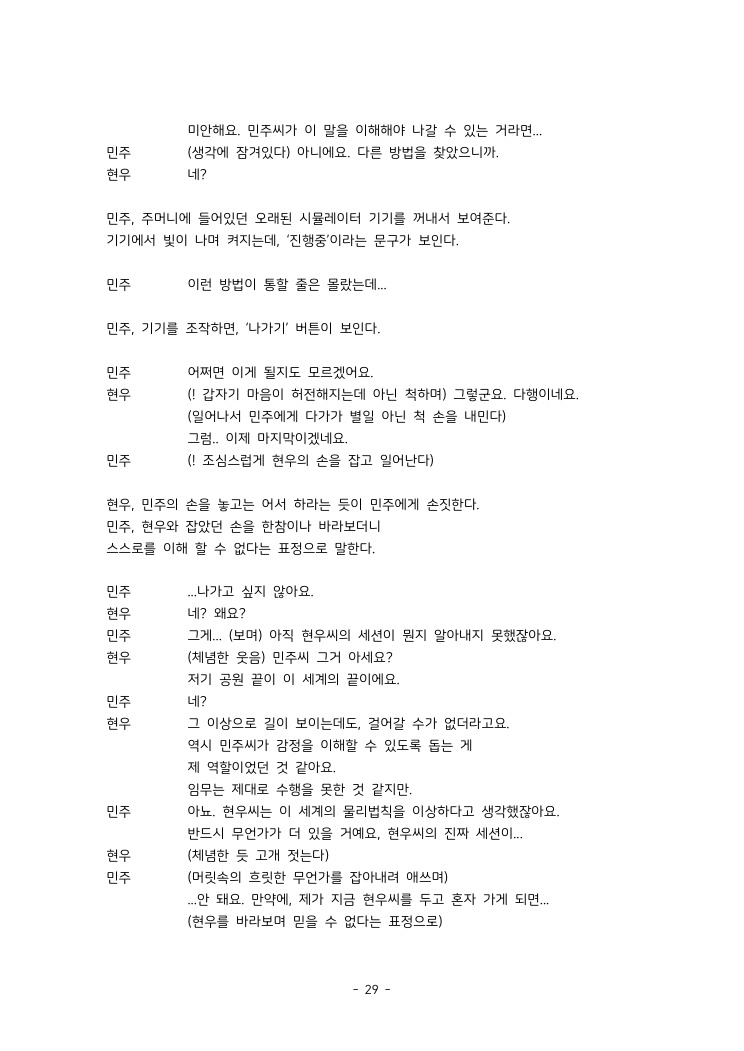 미안해요. 민주씨가 이 말을 이해해야 나갈 수 있는 거라면...
민주 (생각에 잠겨있다) 아니에요. 다른 방법을 찾았으니까.
현우 네?
민주, 주머니에 들어있던 오래된 시뮬레이터 기기를 꺼내서 보여준다.
기기에서 빛이 나며 켜지는데, ‘진행중’이라는 문구가 보인다.
민주 이런 방법이 통할 줄은 몰랐는데...
민주, 기기를 조작하면, ‘나가기’ 버튼이 보인다.
민주 어쩌면 이게 될지도 모르겠어요.
현우 (! 갑자기 마음이 허전해지는데 아닌 척하며) 그렇군요. 다행이네요.
(일어나서 민주에게 다가가 별일 아닌 척 손을 내민다)
그럼.. 이제 마지막이겠네요.
민주 (! 조심스럽게 현우의 손을 잡고 일어난다)
현우, 민주의 손을 놓고는 어서 하라는 듯이 민주에게 손짓한다.
민주, 현우와 잡았던 손을 한참이나 바라보더니
스스로를 이해 할 수 없다는 표정으로 말한다.
민주 ...나가고 싶지 않아요.
현우 네? 왜요?
민주 그게... (보며) 아직 현우씨의 세션이 뭔지 알아내지 못했잖아요.
현우 (체념한 웃음) 민주씨 그거 아세요?
저기 공원 끝이 이 세계의 끝이에요.
민주 네?
현우 그 이상으로 길이 보이는데도, 걸어갈 수가 없더라고요.
역시 민주씨가 감정을 이해할 수 있도록 돕는 게
제 역할이었던 것 같아요.
임무는 제대로 수행을 못한 것 같지만.
민주 아뇨. 현우씨는 이 세계의 물리법칙을 이상하다고 생각했잖아요.
반드시 무언가가 더 있을 거예요, 현우씨의 진짜 세션이...
현우 (체념한 듯 고개 젓는다)
민주 (머릿속의 흐릿한 무언가를 잡아내려 애쓰며)
...안 돼요. 만약에, 제가 지금 현우씨를 두고 혼자 가게 되면...
(현우를 바라보며 믿을 수 없다는 표정으로)
- 29 -